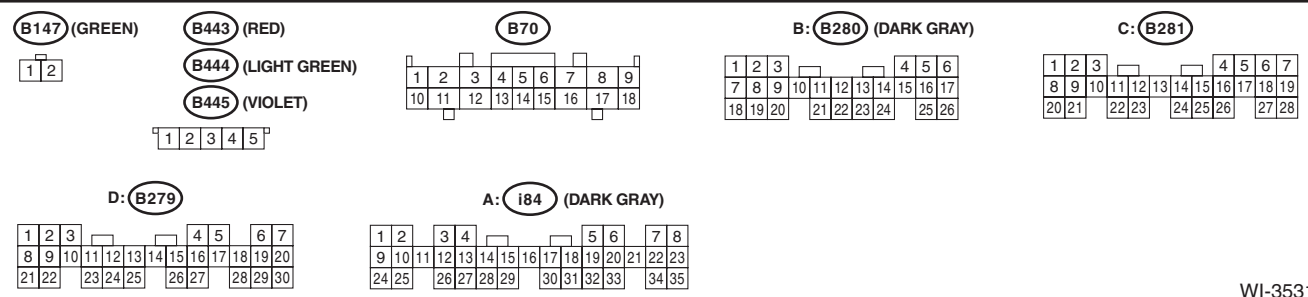 B147 (GREEN) B443 (RED) B70 B: B280 (DARK GRAY) C: B281
B444 (LIGHT GREEN)
B445 (VIOLET)
1 2
1 2 3 4 5
1 2 3 4 5 6 7 8 9
10 11 12 13 14 15 16 17 18
1 2 3 4 5 6
7 8 9 10 11 12 13 14 15 16 17
18 19 20 21 22 23 24 25 26
1 2 3 4 5 6 7
8 9 10 11 12 13 14 15 16 17 18 19
20 21 22 23 24 25 26 27 28
D: B279 A: i84 (DARK GRAY)
1 2 3 4 5 6 7
8 9 10 11 12 13 14 15 16 17 18 19 20
21 22 23 24 25 26 27 28 29 30
1 2 3 4 5 6 7 8
9 10 11 12 13 14 15 16 17 18 19 20 21 22 23
24 25 26 27 28 29 30 31 32 33 34 35
WI-3531